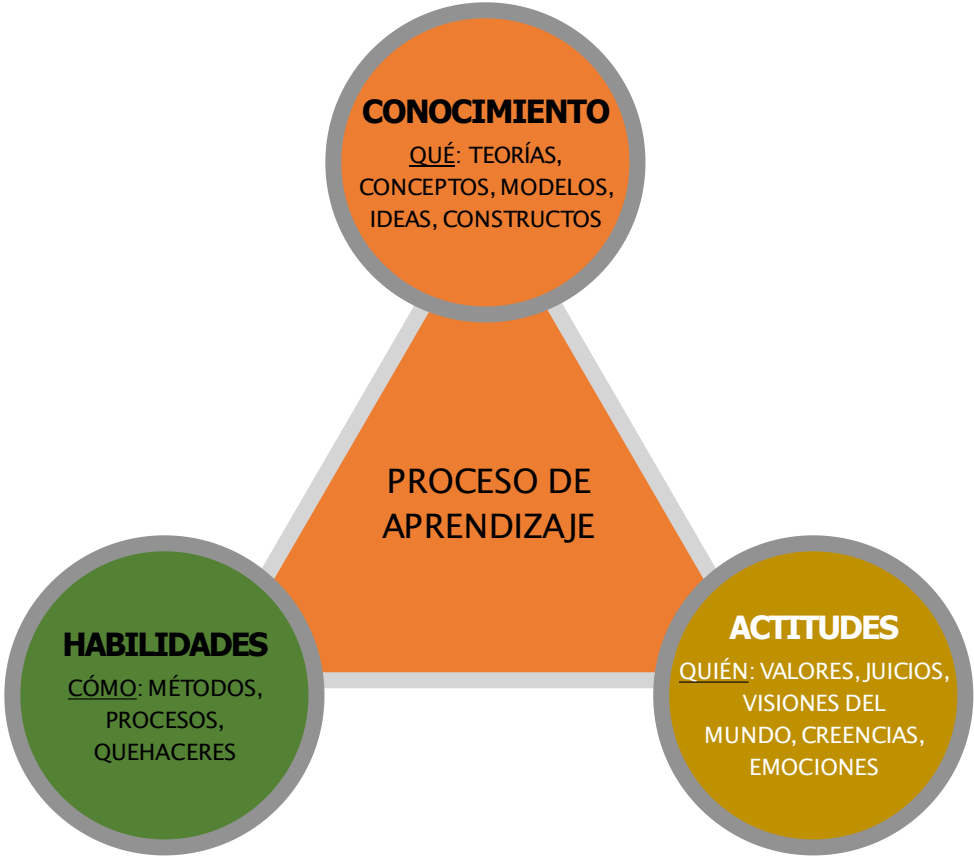 CONOCIMIENTO
QUÉ: TEORÍAS,
CONCEPTOS, MODELOS,
IDEAS, CONSTRUCTOS
PROCESO DE
APRENDIZAJE
HABILIDADES
CÓMO: MÉTODOS,
PROCESOS,
QUEHACERES
ACTITUDES
QUIÉN: VALORES, JUICIOS,
VISIONES DEL
MUNDO, CREENCIAS,
EMOCIONES